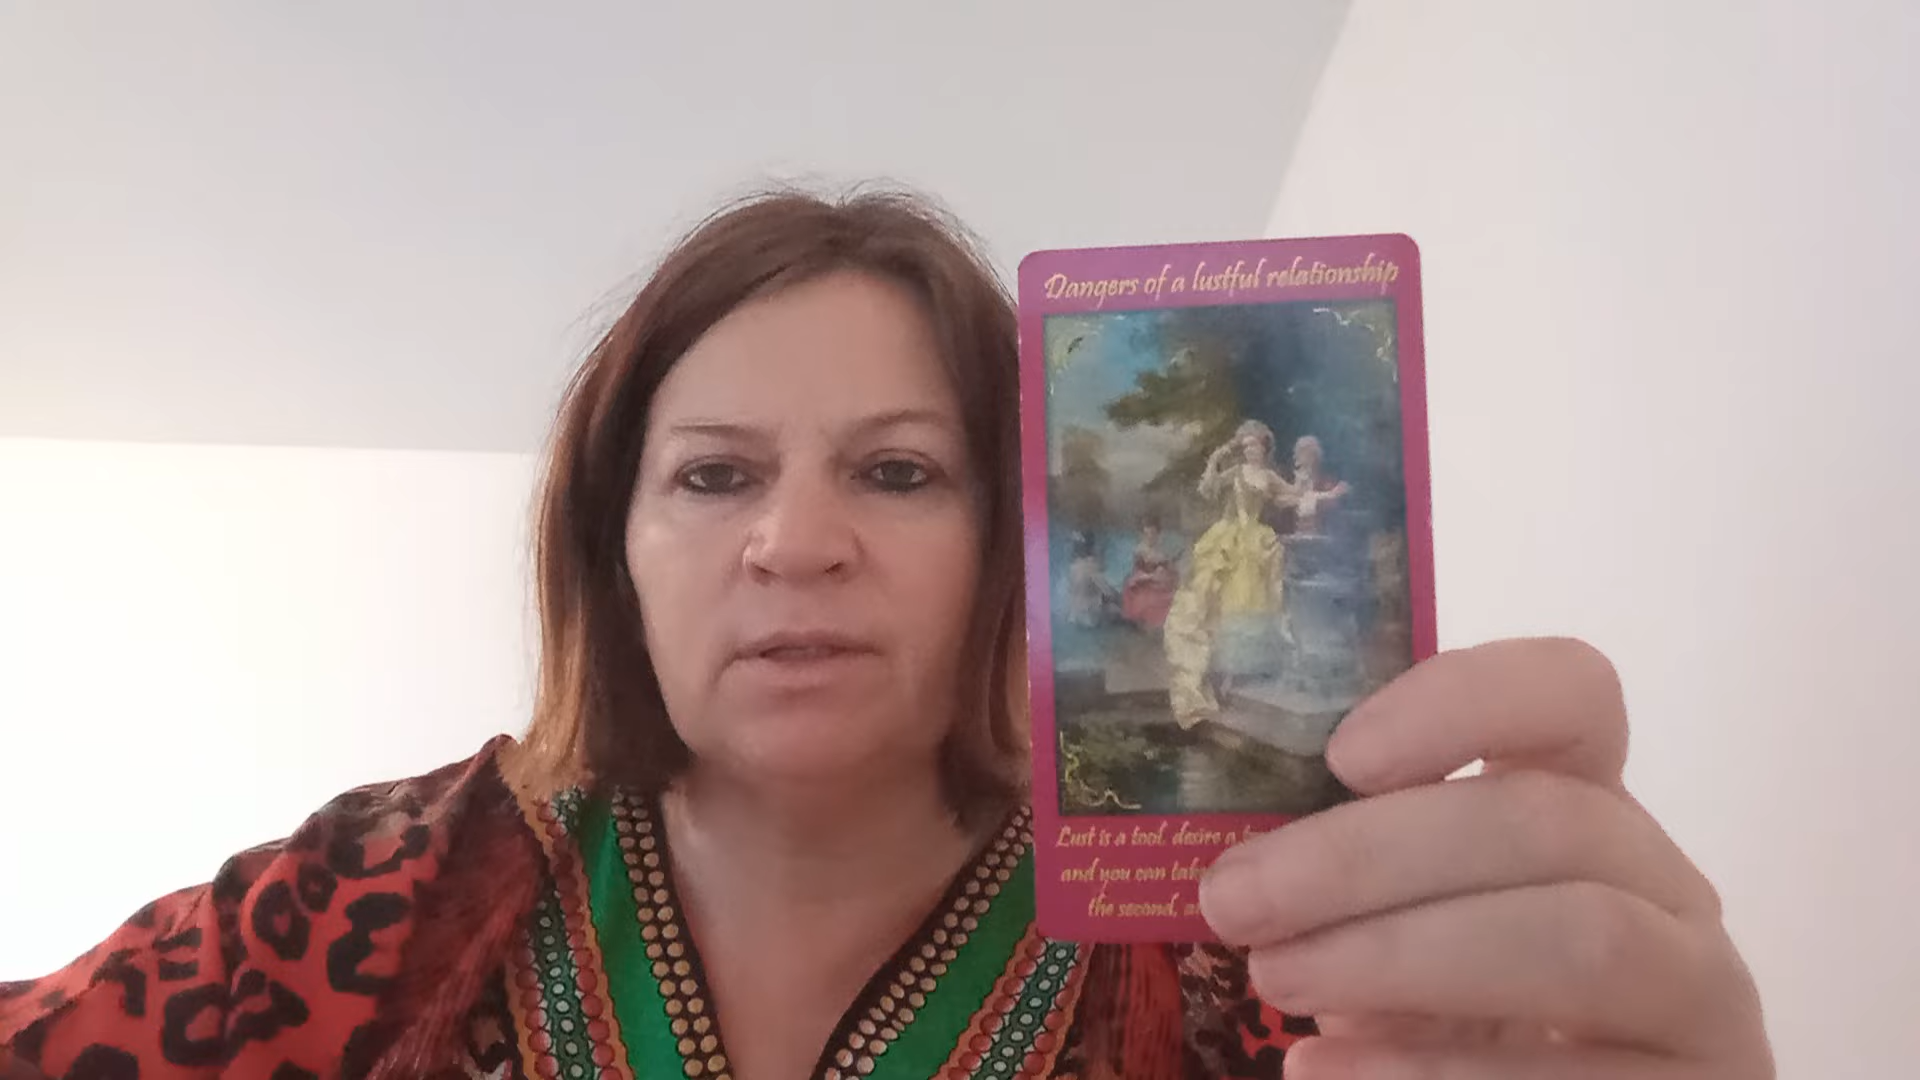 Dangers of a lustful relationship
Lust is a tool, desire a
and you can take
the second,